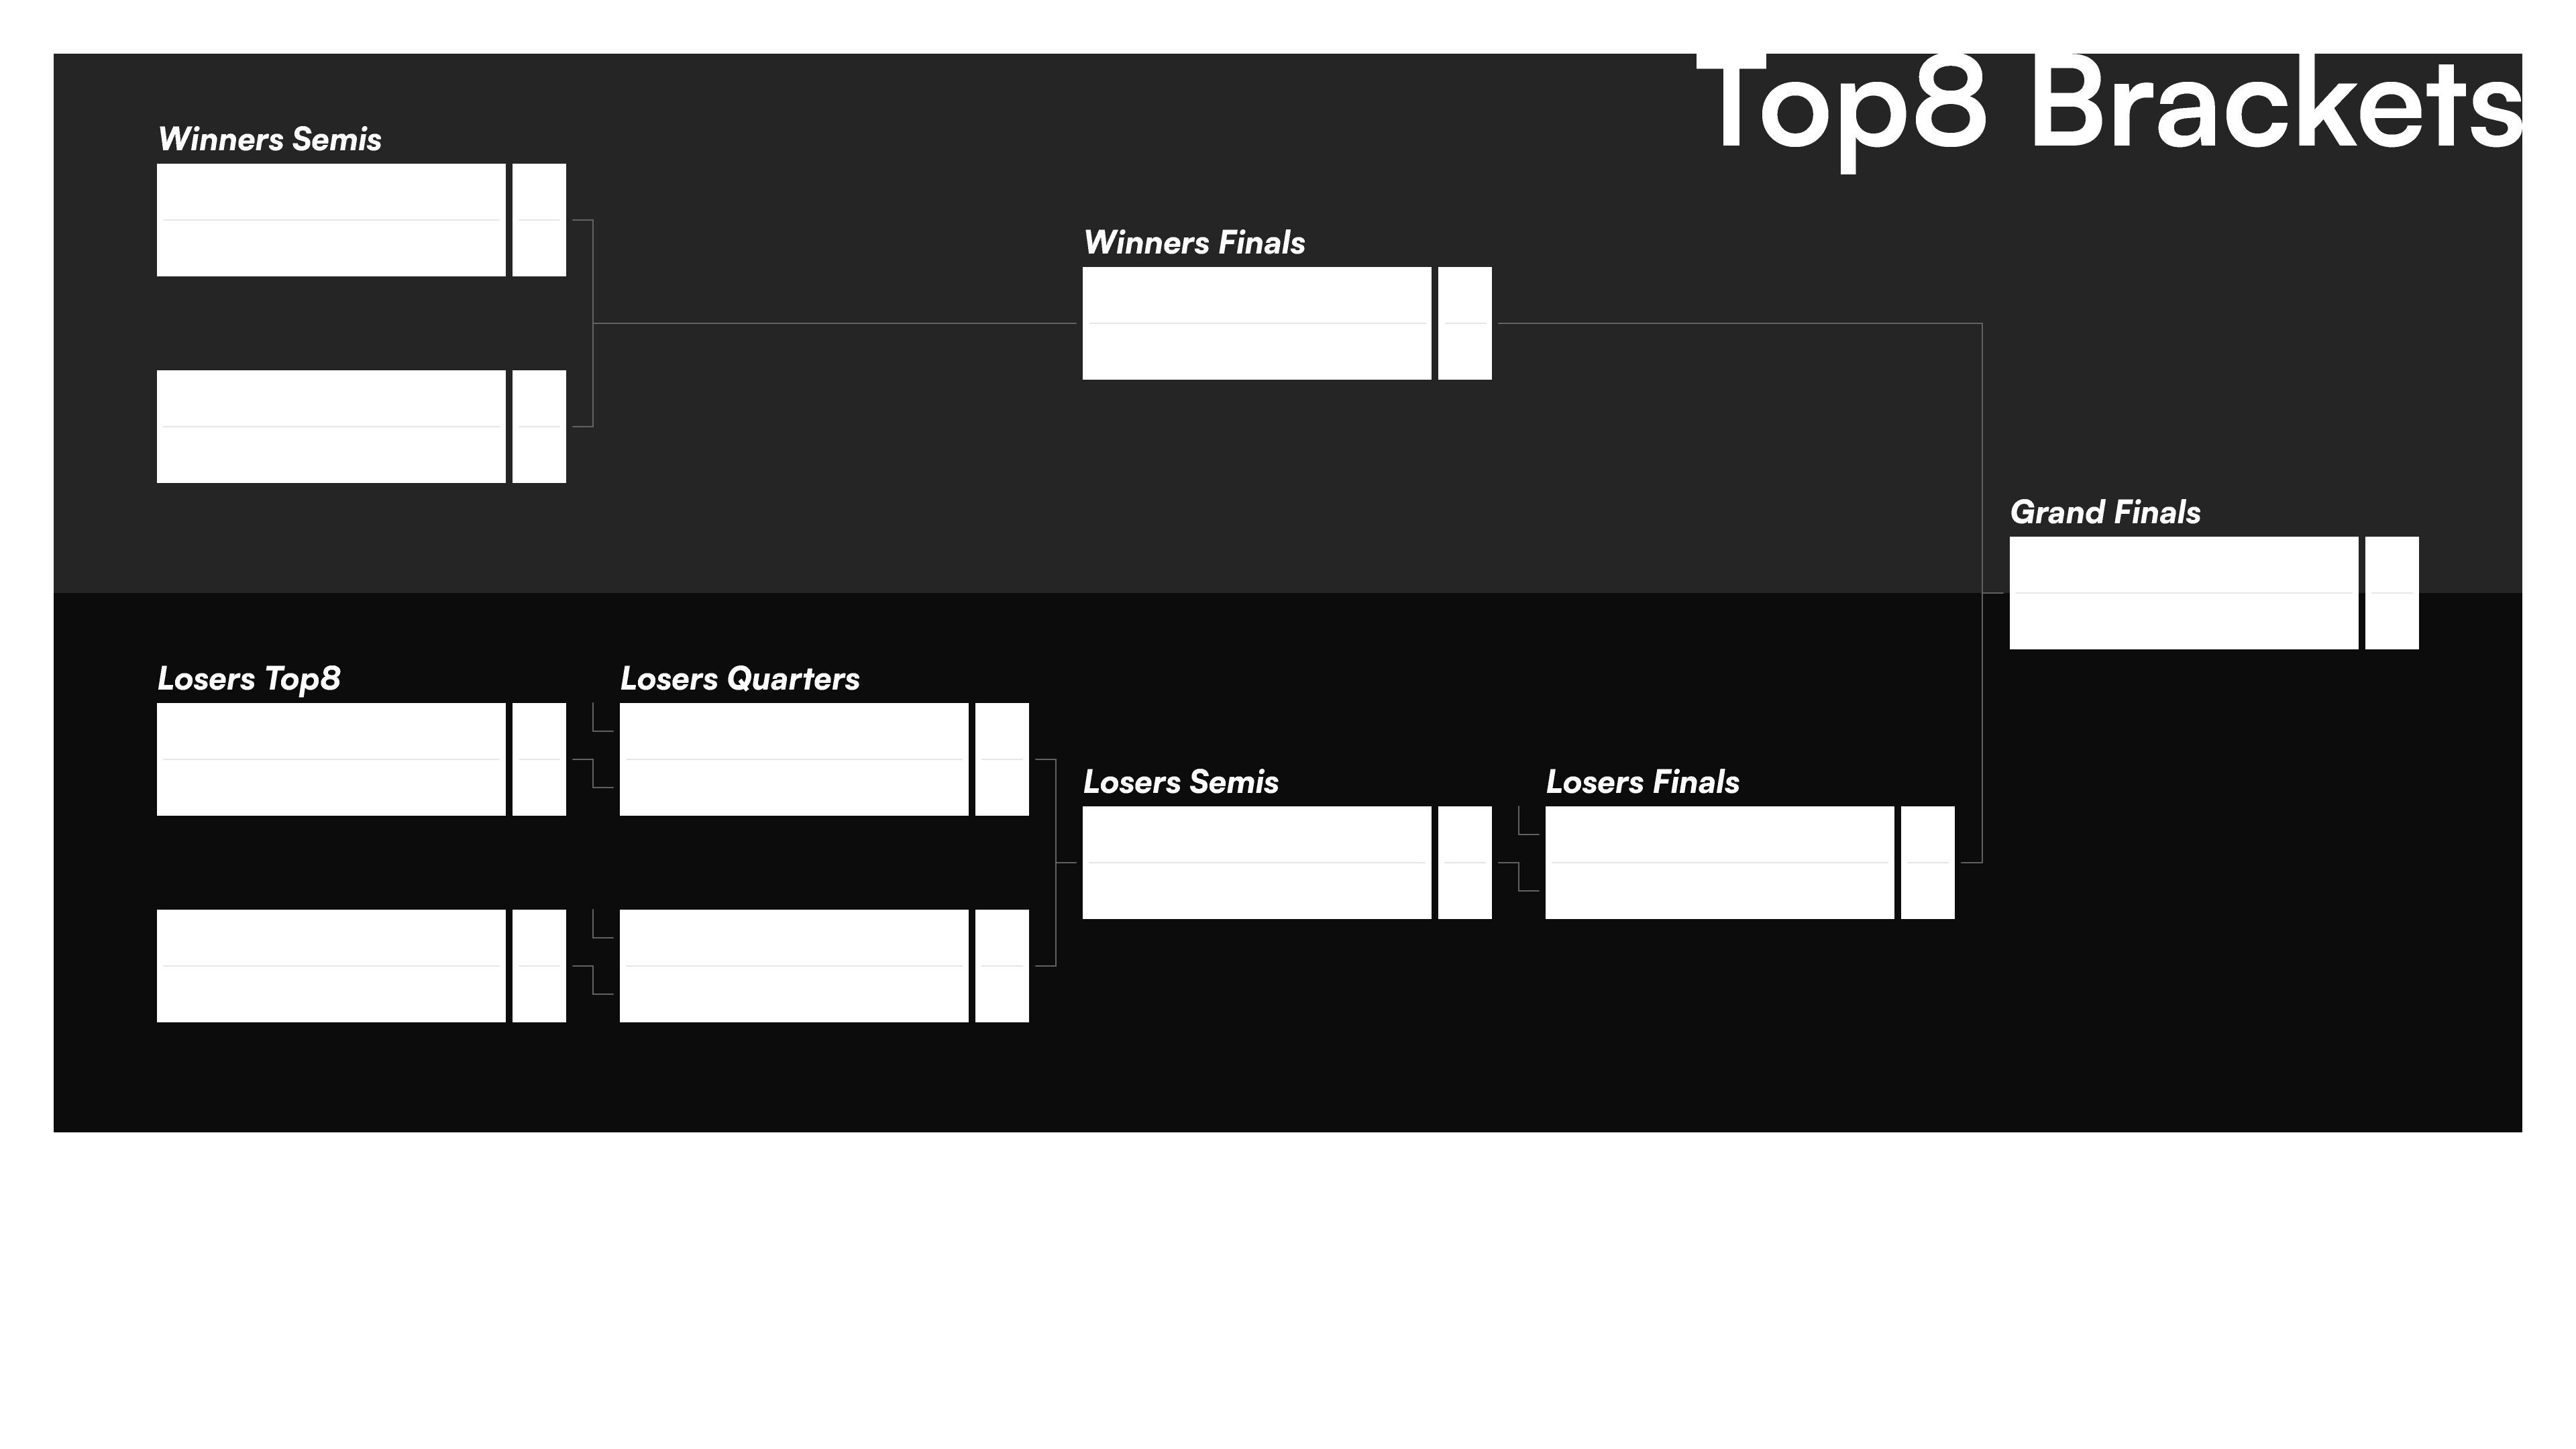 Top8 Brackets
Winners Semis
Winners Finals
Grand Finals
Losers Top8
Losers Quarters
Losers Semis
Losers Finals